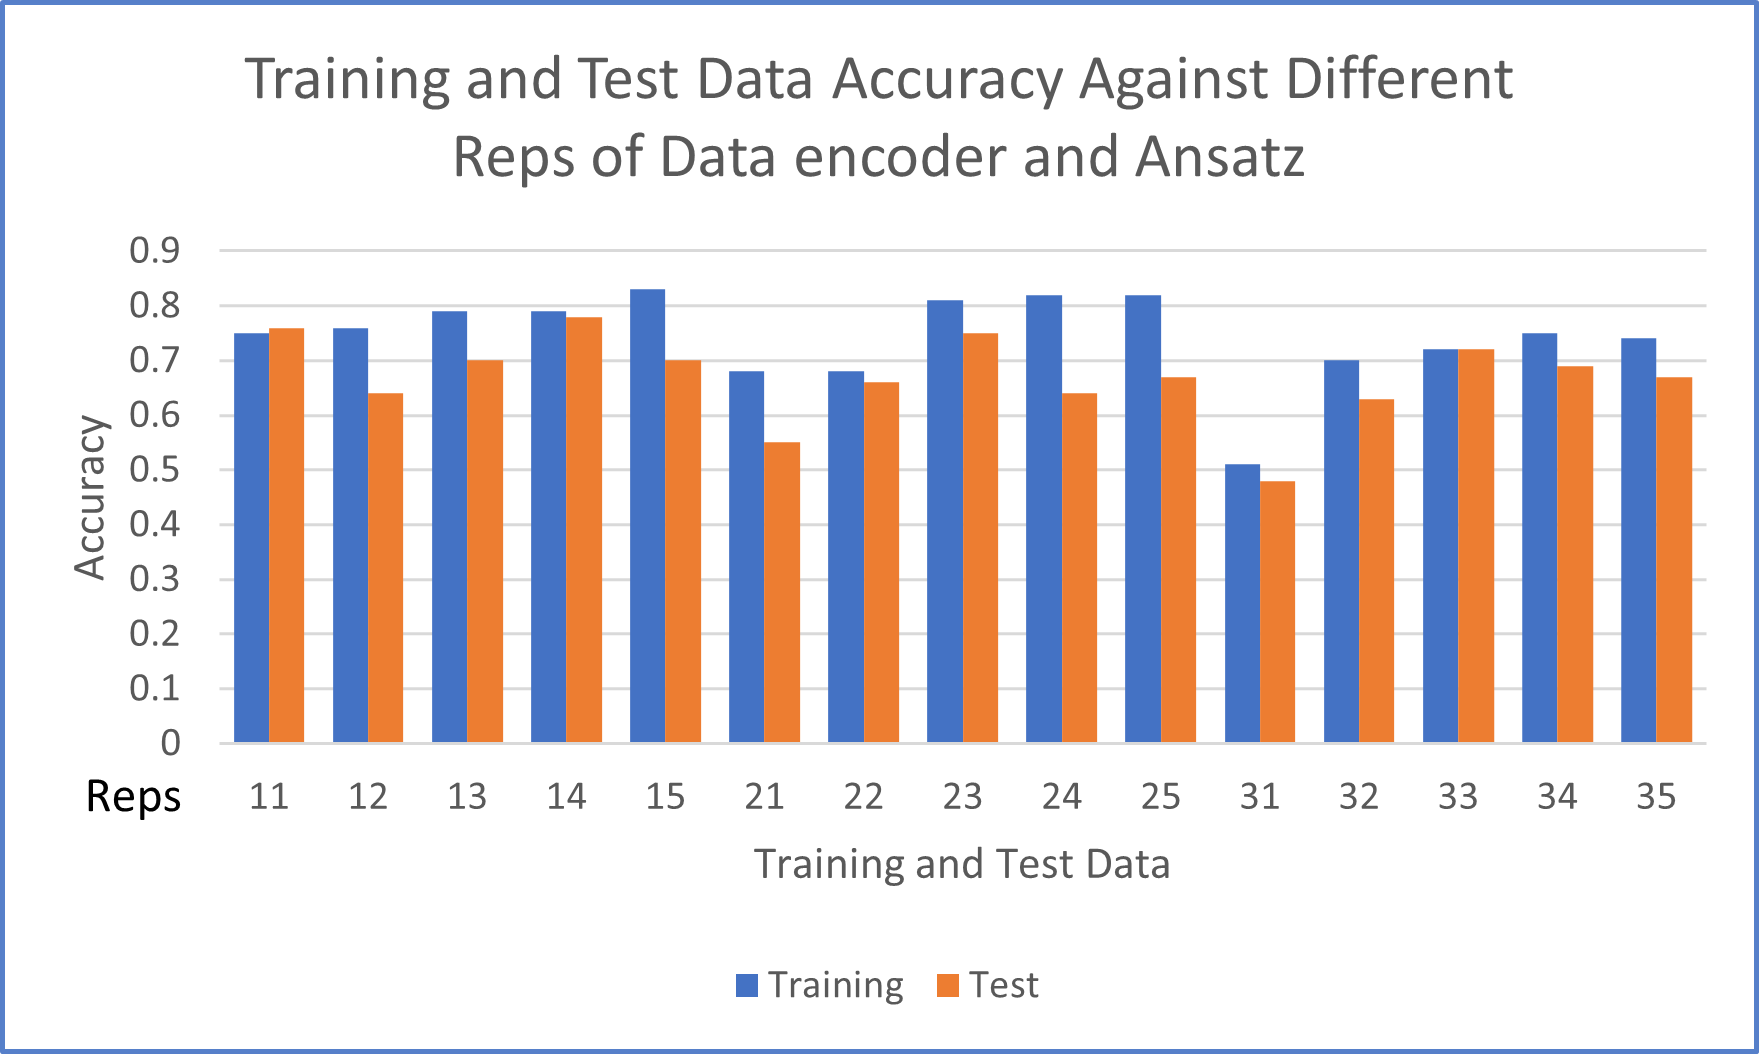 Training and Test Data Accuracy Against Different
Reps of Data encoder and Ansatz
0.9
0.8
0.7
0.6
0.5
0.4
0.3
0.2
0.1
0
Accuracy
Reps 11 12 13 14 15 21 22 23 24 25 31 32 33 34 35
Training and Test Data
Training Test